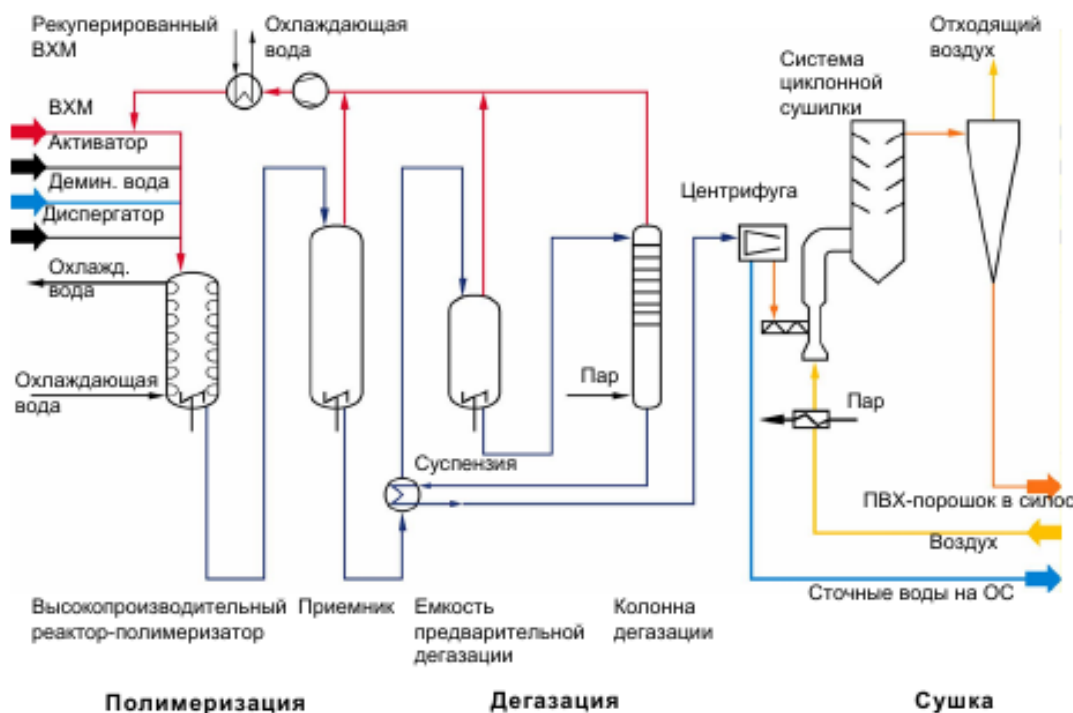 Рекуперированный
ВХМ
Охлаждающая
вода
Отходящий
воздух
Система
циклонной
сушилки
ВХМ
Активатор
Демин. вода
Диспергатор
Центрифуга
Охлажд.
вода
Охлаждающая
вода
Пар
Пар
Суспензия
ПВХ-порошок в силос
Воздух
Сточные воды на ОС
Высокопроизводительный
реактор-полимеризатор
Приемник
Емкость
предварительной
дегазации
Колонна
дегазации
Полимеризация
Дегазация
Сушка